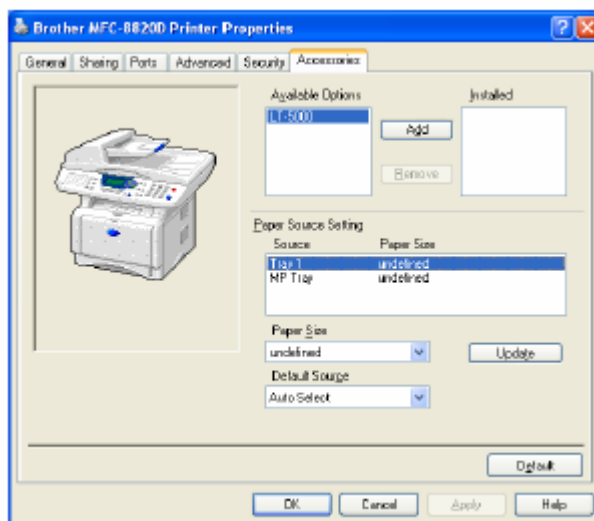 Brother MFC-8820D Printer Properties
General Sharing Ports Advanced Security Accessories
Available Options Installed
LT-5000
Add
Remove
Paper Source Setting
Source Paper Size
Tray 1 undefined
MP Tray undefined
Paper Size
undefined Update
Default Source
Auto Select
Default
OK Cancel Apply Help